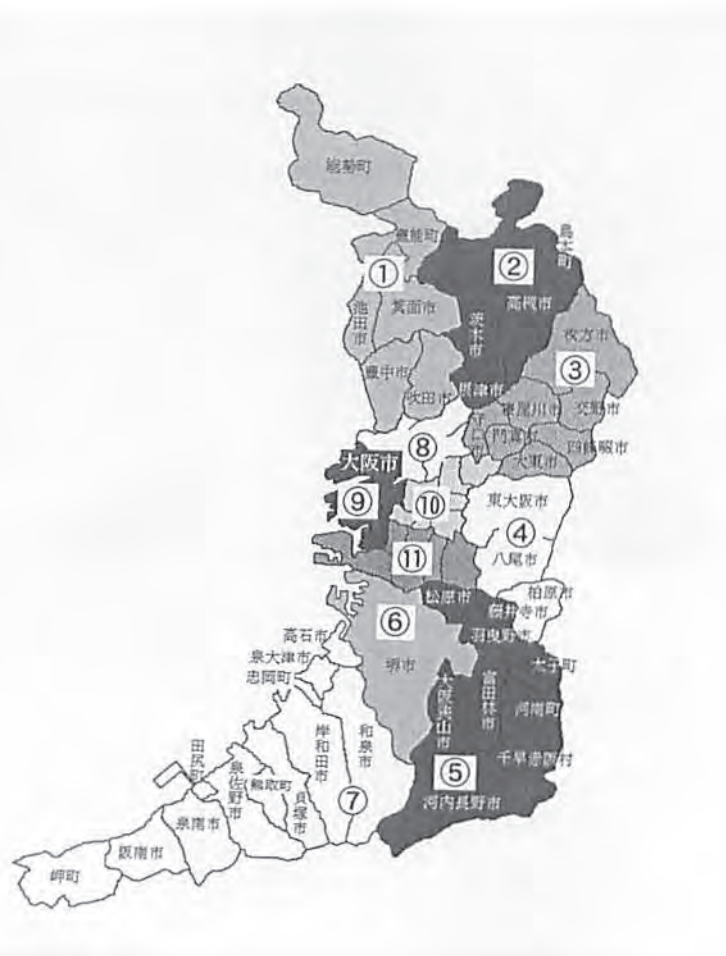 能勢町
豊能町
島本町
①
②
高槻市
池田市
箕面市
茨木市
枚方市
③
豊中市
吹田市
摂津市
寝屋川市
交野市
守口市
門真市
四條畷市
大東市
⑧
大阪市
⑨
⑩
東大阪市
④
八尾市
⑪
松原市
柏原市
藤井寺市
羽曳野市
⑥
堺市
高石市
泉大津市
忠岡町
太子町
大阪狭山市
富田林市
河南町
千早赤阪村
⑤
河内長野市
和泉市
岸和田市
⑦
田尻町
泉佐野市
熊取町
貝塚市
泉南市
阪南市
岬町